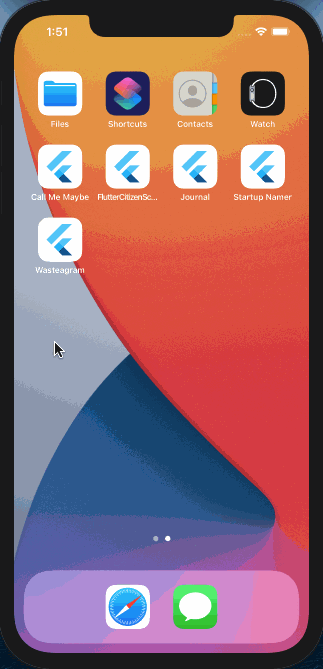 1:51
Files
Shortcuts
Contacts
Watch
Call Me Maybe
FlutterCitizenSc...
Journal
Startup Namer
Wasteagram